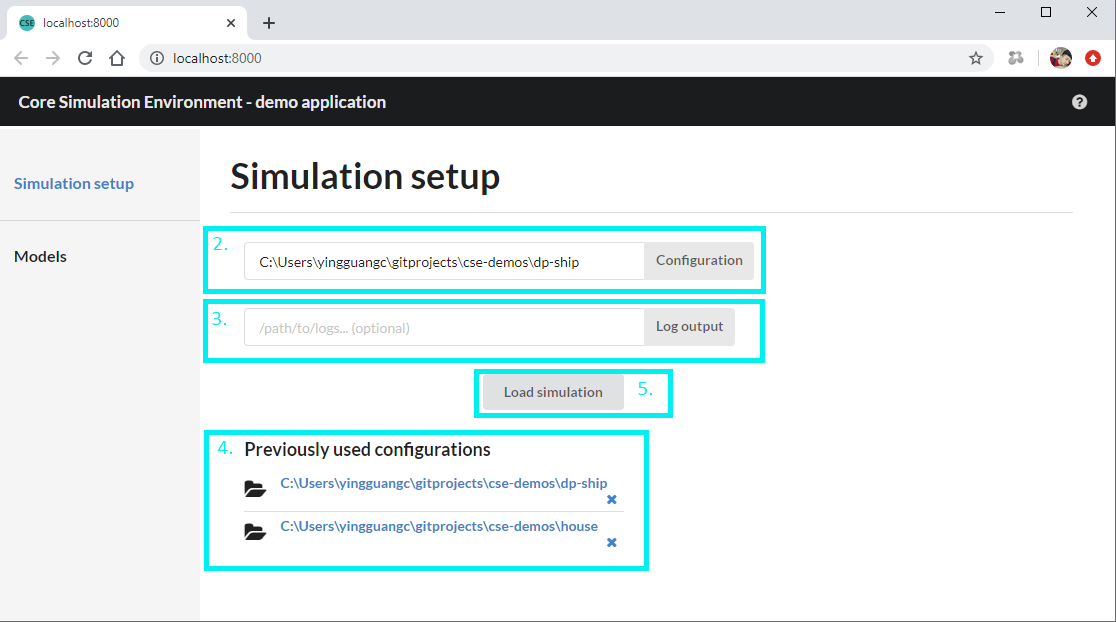 CSE localhost:8000
localhost:8000
Core Simulation Environment - demo application
Simulation setup
Models
Simulation setup
2.
C:\Users\yingguangc\gitprojects\cse-demos\dp-ship Configuration
3.
/path/to/logs... (optional) Log output
Load simulation 5.
4. Previously used configurations
C:\Users\yingguangc\gitprojects\cse-demos\dp-ship
C:\Users\yingguangc\gitprojects\cse-demos\house